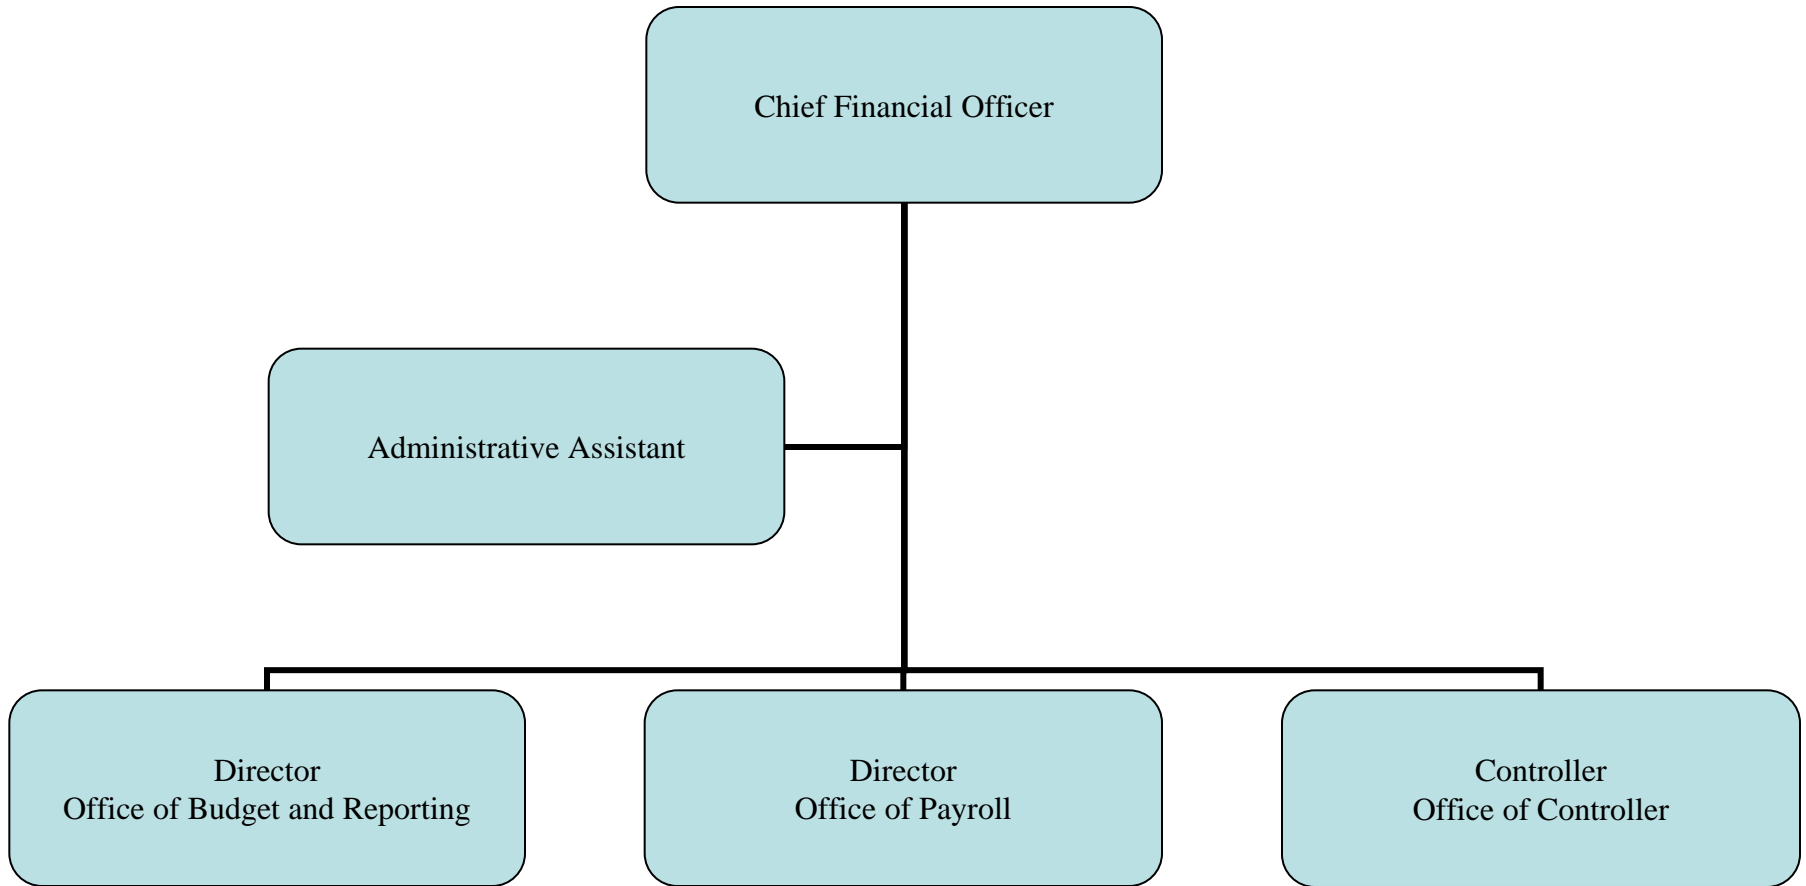 Chief Financial Officer
Administrative Assistant
Director
Office of Budget and Reporting
Director
Office of Payroll
Controller
Office of Controller